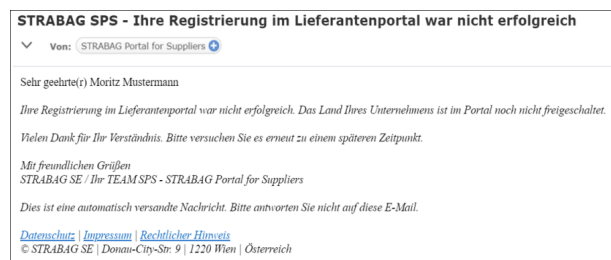 STRABAG SPS - Ihre Registrierung im Lieferantenportal war nicht erfolgreich
Von: STRABAG Portal for Suppliers
Sehr geehrte(r) Moritz Mustermann
Ihre Registrierung im Lieferantenportal war nicht erfolgreich. Das Land Ihres Unternehmens ist im Portal noch nicht freigeschaltet.
Vielen Dank für Ihr Verständnis. Bitte versuchen Sie es erneut zu einem späteren Zeitpunkt.
Mit freundlichen Grüßen
STRABAG SE / Ihr TEAM SPS - STRABAG Portal for Suppliers
Dies ist eine automatisch versandte Nachricht. Bitte antworten Sie nicht auf diese E-Mail.
Datenschutz | Impressum | Rechtlicher Hinweis
© STRABAG SE | Donau-City-Str. 9 | 1220 Wien | Österreich